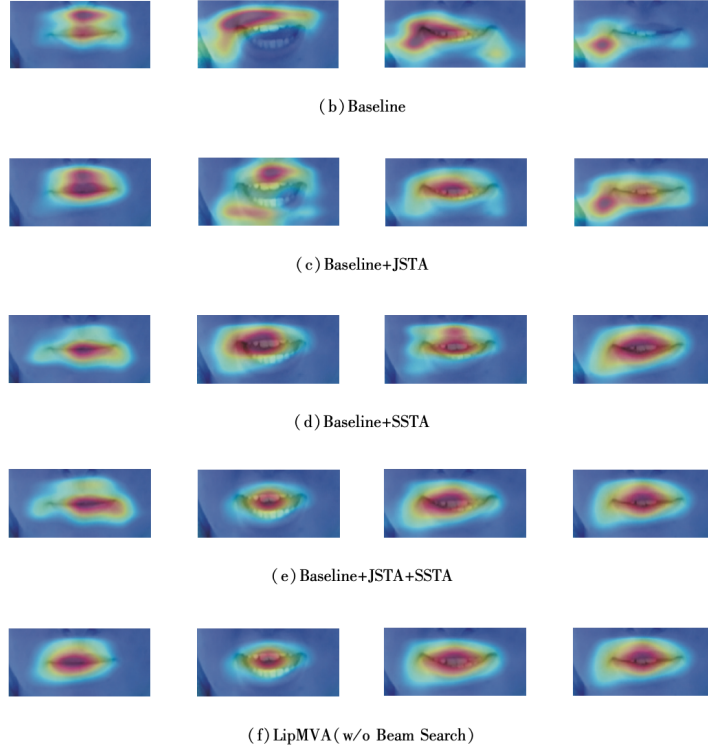 (b)Baseline
(c)Baseline+JSTA
(d)Baseline+SSTA
(e)Baseline+JSTA+SSTA
(f)LipMVA(w/o Beam Search)